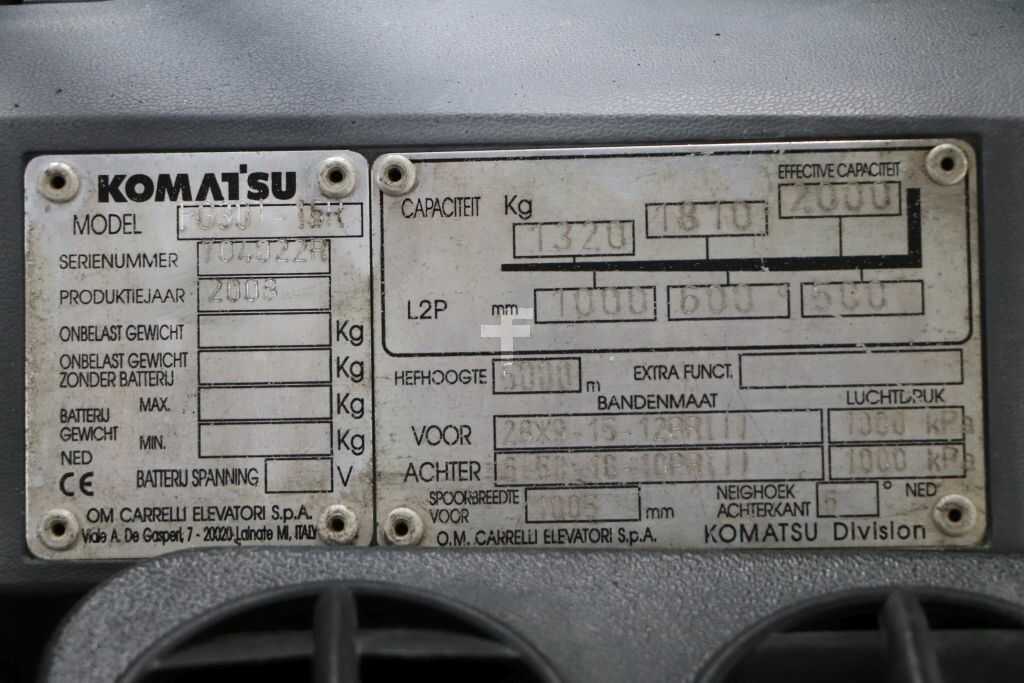 KOMATSU
MODEL
SERIENUMMER
PRODUKTIEJAAR
ONBELAST GEWICHT Kg
ONBELAST GEWICHT
ZONDER BATTERIJ Kg
BATTERIJ GEWICHT MAX. Kg
NED MIN. Kg
CE BATTERIJ SPANNING V
OM CARRELLI ELEVATORI S.p.A.
Viale A. De Gasperi, 7 - 20020 - Lainate MI, ITALY
EFFECTIVE CAPACITEIT
CAPACITEIT Kg 1320 1810 2000
L2P mm 1000 600 500
HEFHOOGTE m EXTRA FUNCT.
BANDENMAAT LUCHTDRUK
VOOR 1000 kPa
ACHTER 1000 kPa
SPOORBREEDTE
VOOR mm
NEIGHOEK
ACHTERKANT ° NED
O.M. CARRELLI ELEVATORI S.p.A. KOMATSU Division